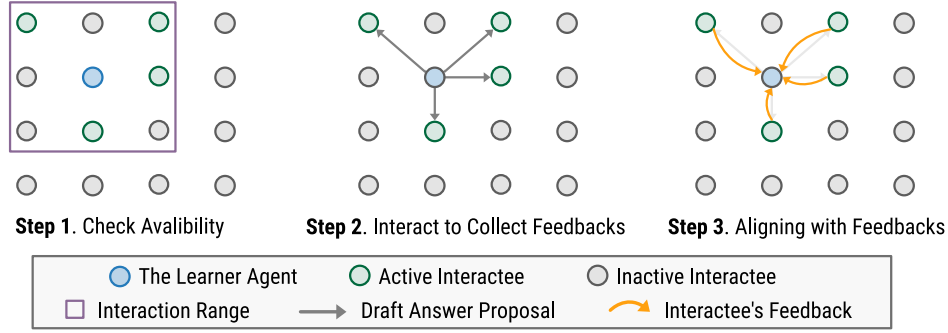 Step 1. Check Avalibility
Step 2. Interact to Collect Feedbacks
Step 3. Aligning with Feedbacks
The Learner Agent
Active Interactee
Inactive Interactee
Interaction Range
Draft Answer Proposal
Interactee's Feedback